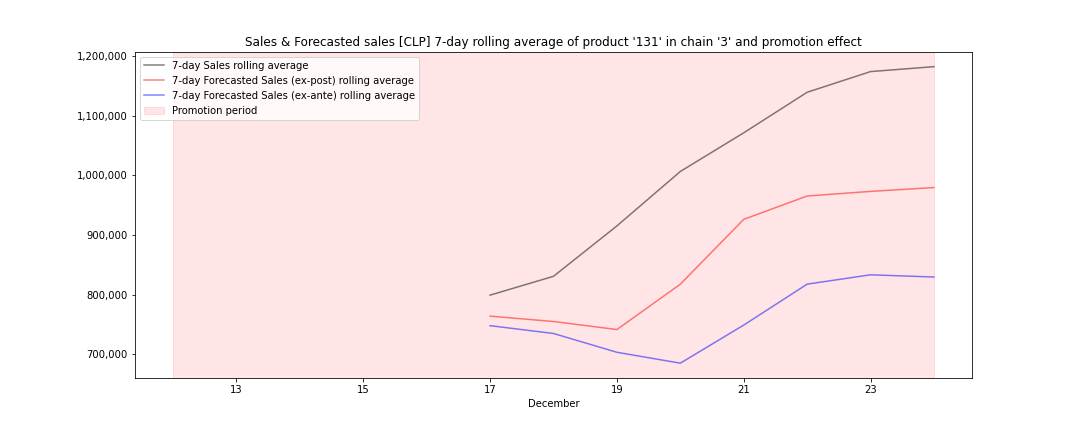 Sales & Forecasted sales [CLP] 7-day rolling average of product '131' in chain '3' and promotion effect
1,200,000
1,100,000
1,000,000
900,000
800,000
700,000
7-day Sales rolling average
7-day Forecasted Sales (ex-post) rolling average
7-day Forecasted Sales (ex-ante) rolling average
Promotion period
13 15 17 19 21 23
December